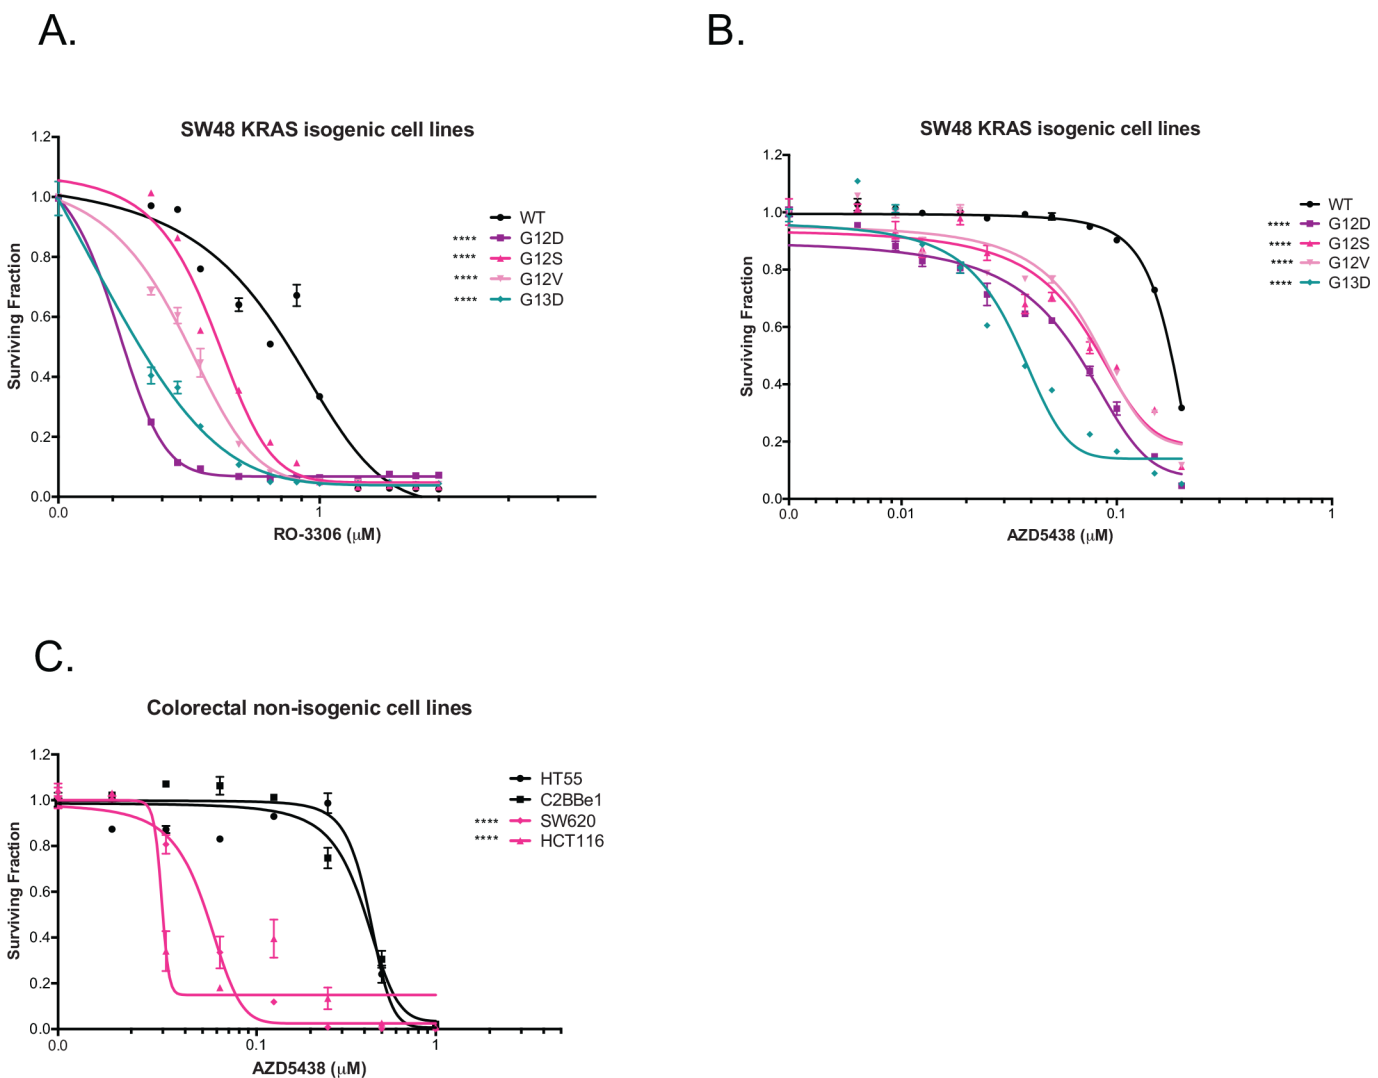 A.
SW48 KRAS isogenic cell lines
1.2
1.0
0.8
0.6
0.4
0.2
0.0
Surviving Fraction
0.0
1
RO-3306 (μM)
WT
**** G12D
**** G12S
**** G12V
**** G13D
B.
SW48 KRAS isogenic cell lines
1.2
1.0
0.8
0.6
0.4
0.2
0.0
Surviving Fraction
0.0
0.01
0.1
1
AZD5438 (μM)
WT
**** G12D
**** G12S
**** G12V
**** G13D
C.
Colorectal non-isogenic cell lines
1.2
1.0
0.8
0.6
0.4
0.2
0.0
Surviving Fraction
0.0
0.1
1
AZD5438 (μM)
HT55
C2BBe1
**** SW620
**** HCT116